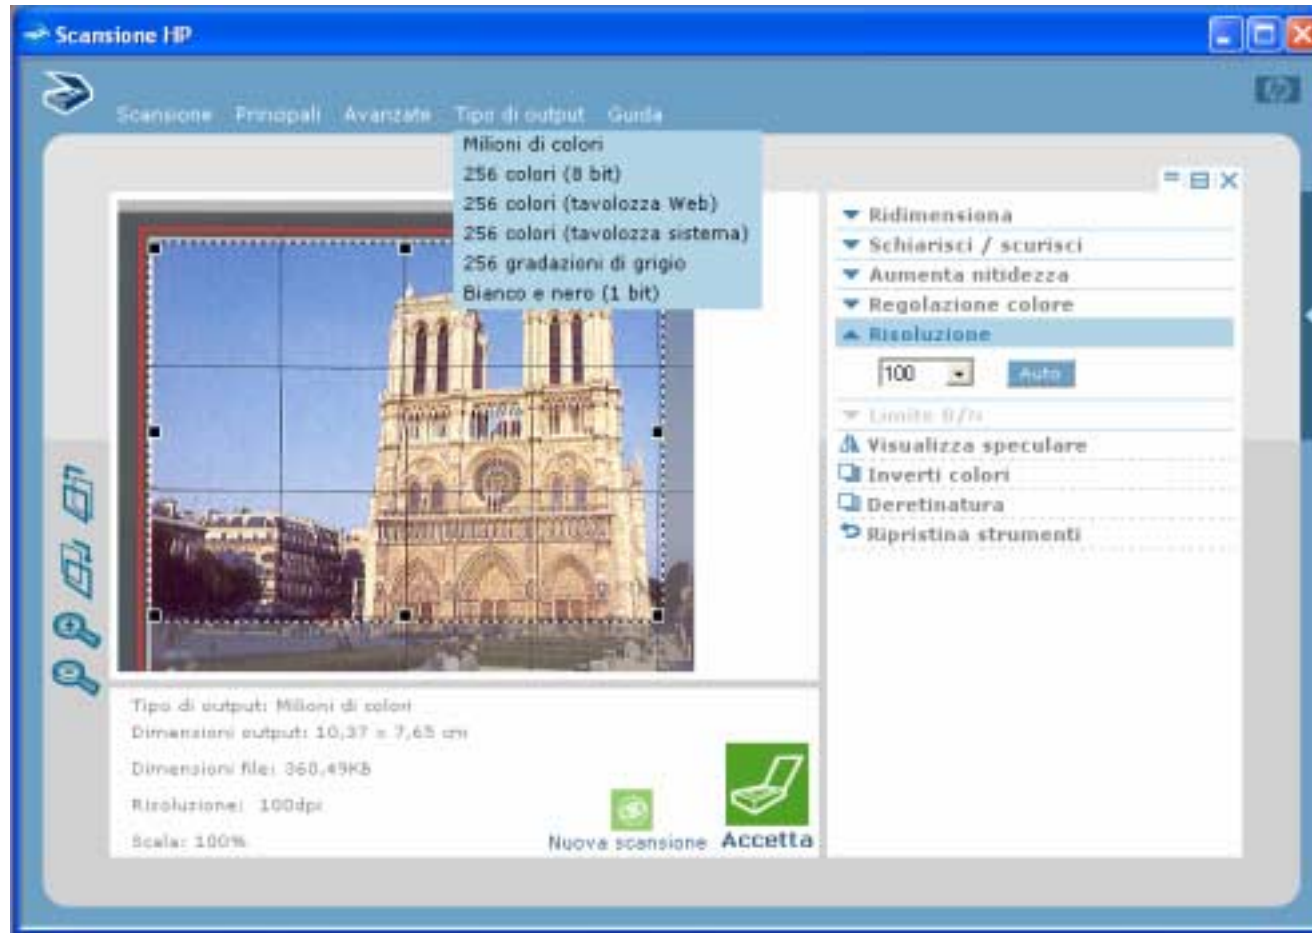 Scansione HP
Scansione Principali Avanzate Tipo di output Guida
Milioni di colori
256 colori (8 bit)
256 colori (tavolozza Web)
256 colori (tavolozza sistema)
256 gradazioni di grigio
Bianco e nero (1 bit)
Ridimensiona
Schiarisci / scurisci
Aumenta nitidezza
Regolazione colore
Risoluzione
100 Auto
Limite B/N
Visualizza speculare
Inverti colori
Deretinatura
Ripristina strumenti
Tipo di output: Milioni di colori
Dimensioni output: 10,37 x 7,65 cm
Dimensioni file: 360,49KB
Risoluzione: 100dpi
Scala: 100%
Nuova scansione
Accetta